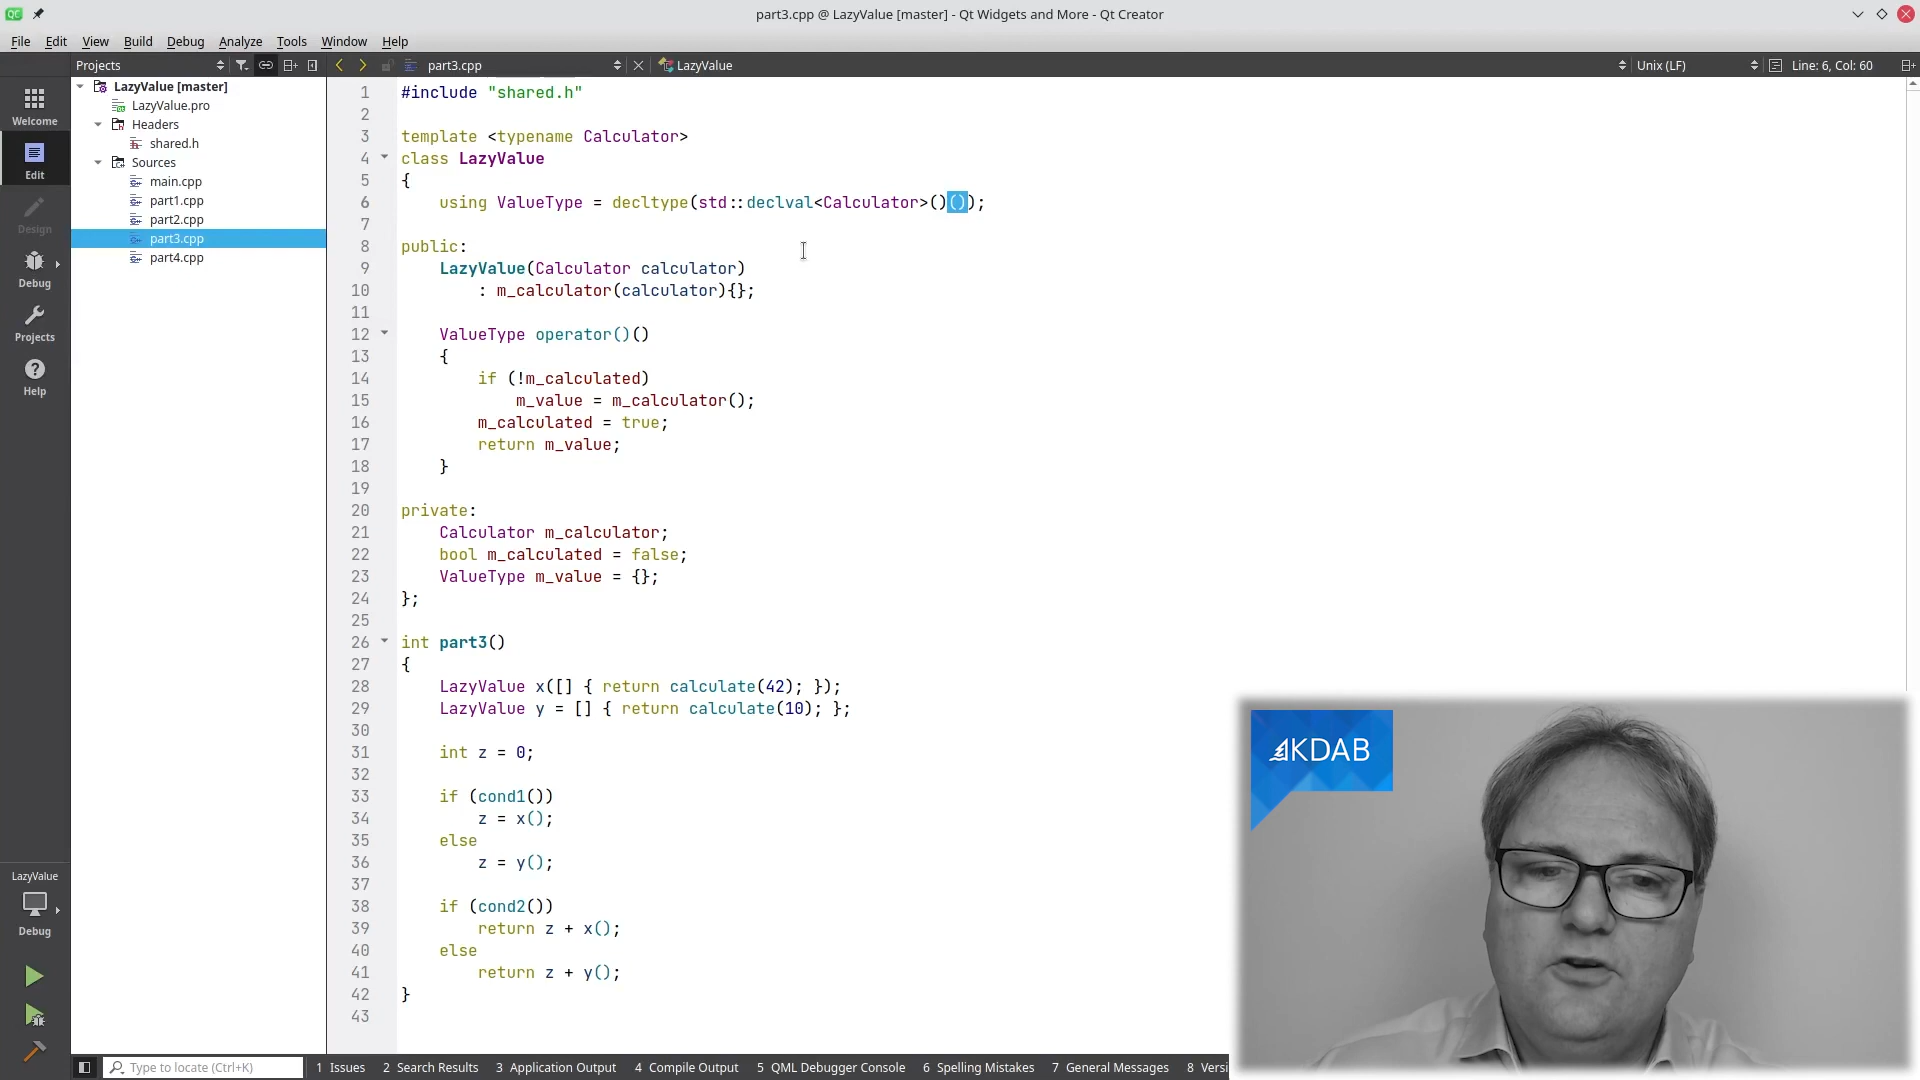 part3.cpp @ LazyValue [master] - Qt Widgets and More - Qt Creator
File Edit View Build Debug Analyze Tools Window Help
Projects part3.cpp LazyValue Unix (LF) Line: 6, Col: 60
Welcome
Edit
Design
Debug
Projects
Help
LazyValue
Debug
LazyValue [master]
LazyValue.pro
Headers
shared.h
Sources
main.cpp
part1.cpp
part2.cpp
part3.cpp
part4.cpp
1 #include "shared.h"
2
3 template <typename Calculator>
4 class LazyValue
5 {
6     using ValueType = decltype(std::declval<Calculator>()());
7
8 public:
9     LazyValue(Calculator calculator)
10         : m_calculator(calculator){};
11
12     ValueType operator()()
13     {
14         if (!m_calculated)
15             m_value = m_calculator();
16         m_calculated = true;
17         return m_value;
18     }
19
20 private:
21     Calculator m_calculator;
22     bool m_calculated = false;
23     ValueType m_value = {};
24 };
25
26 int part3()
27 {
28     LazyValue x([] { return calculate(42); });
29     LazyValue y = [] { return calculate(10); };
30
31     int z = 0;
32
33     if (cond1())
34         z = x();
35     else
36         z = y();
37
38     if (cond2())
39         return z + x();
40     else
41         return z + y();
42 }
43
KDAB
Type to locate (Ctrl+K) 1 Issues 2 Search Results 3 Application Output 4 Compile Output 5 QML Debugger Console 6 Spelling Mistakes 7 General Messages 8 Versi